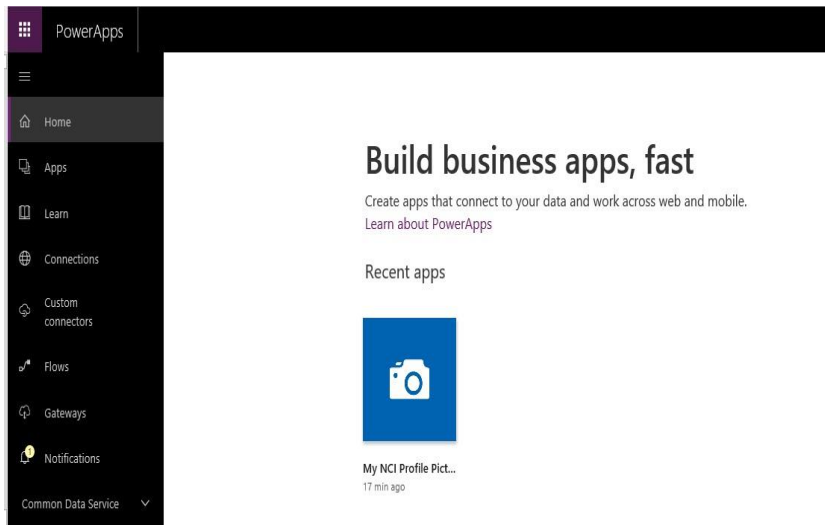 PowerApps
Home
Apps
Learn
Connections
Custom
connectors
Flows
Gateways
1
Notifications
Common Data Service
Build business apps, fast
Create apps that connect to your data and work across web and mobile.
Learn about PowerApps
Recent apps
My NCI Profile Pict...
17 min ago